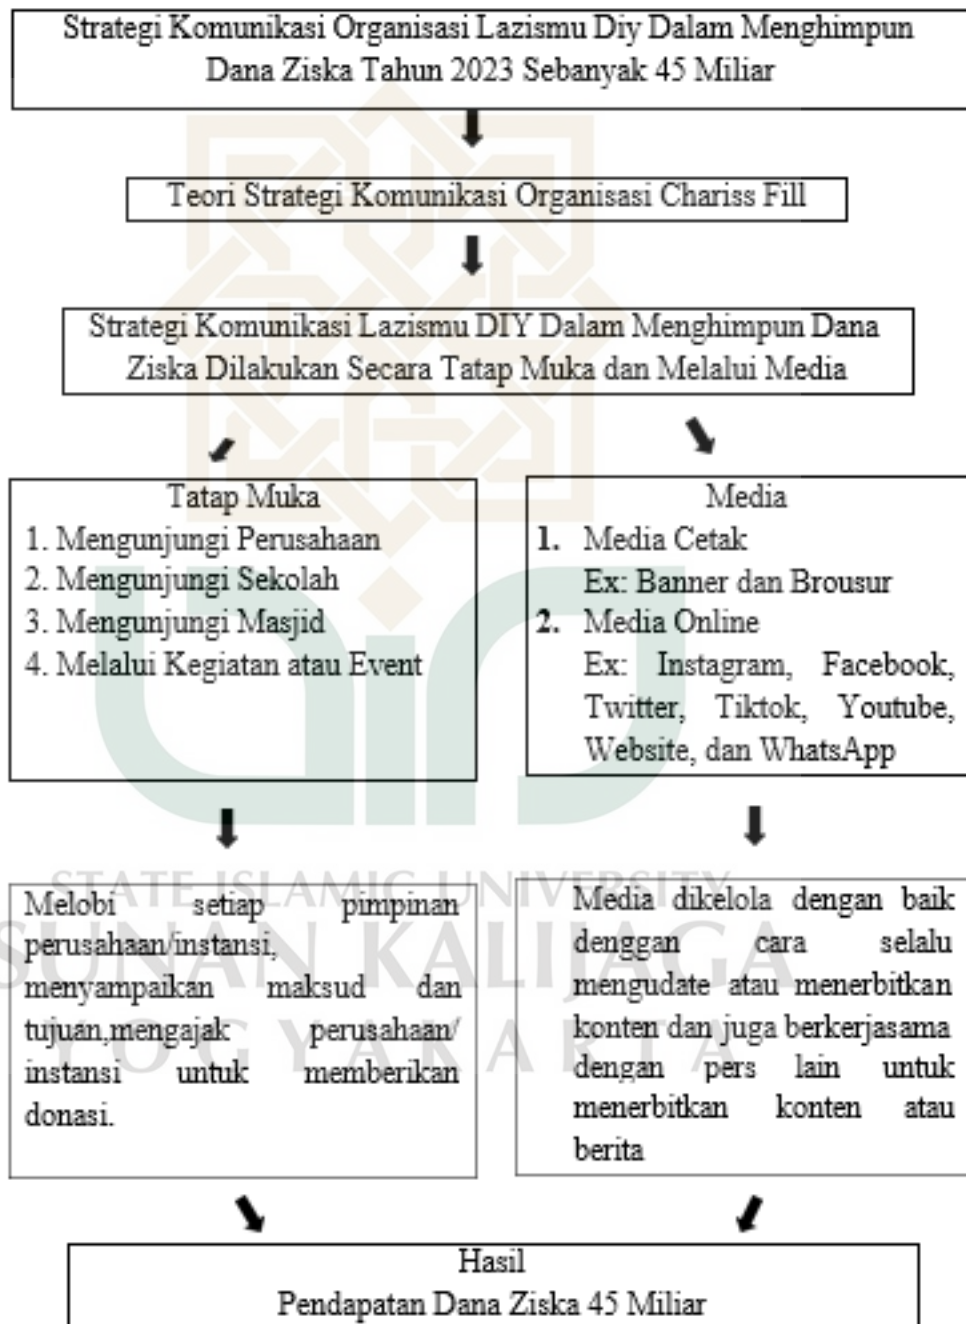 Strategi Komunikasi Organisasi Lazismu Diy Dalam Menghimpun
Dana Ziska Tahun 2023 Sebanyak 45 Miliar
Teori Strategi Komunikasi Organisasi Chariss Fill
Strategi Komunikasi Lazismu DIY Dalam Menghimpun Dana
Ziska Dilakukan Secara Tatap Muka dan Melalui Media
Tatap Muka
1. Mengunjungi Perusahaan
2. Mengunjungi Sekolah
3. Mengunjungi Masjid
4. Melalui Kegiatan atau Event
Media
1. Media Cetak
Ex: Banner dan Brousur
2. Media Online
Ex: Instagram, Facebook,
Twitter, Tiktok, Youtube,
Website, dan WhatsApp
Melobi setiap pimpinan
perusahaan/instansi,
menyampaikan maksud dan
tujuan,mengajak perusahaan/
instansi untuk memberikan
donasi.
Media dikelola dengan baik
denggan cara selalu
mengudate atau menerbitkan
konten dan juga berkerjasama
dengan pers lain untuk
menerbitkan konten atau
berita
Hasil
Pendapatan Dana Ziska 45 Miliar
STATE ISLAMIC UNIVERSITY
SUNAN KALIJAGA
YOGYAKARTA